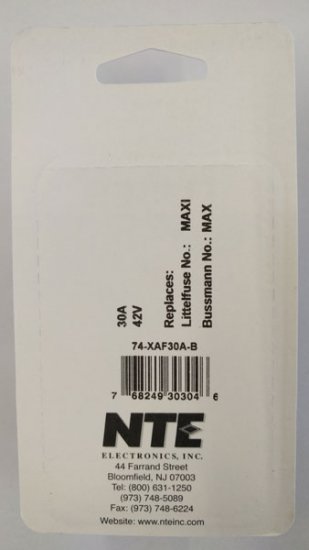 30A
42V
Replaces:
Littelfuse No.: MAXI
Bussmann No.: MAX
74-XAF30A-B
7 68249 30304 6
NTE
ELECTRONICS, INC.
44 Farrand Street
Bloomfield, NJ 07003
Tel: (800) 631-1250
(973) 748-5089
Fax: (973) 748-6224
Website: www.nteinc.com